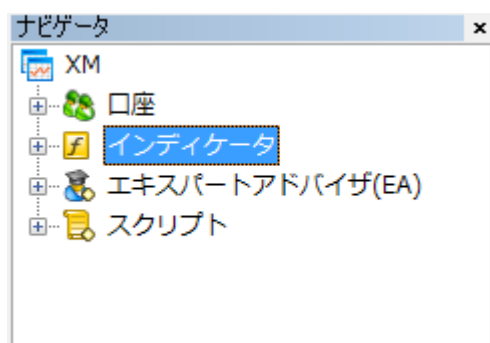 ナビゲータ
XM
口座
インディケータ
エキスパートアドバイザ(EA)
スクリプト